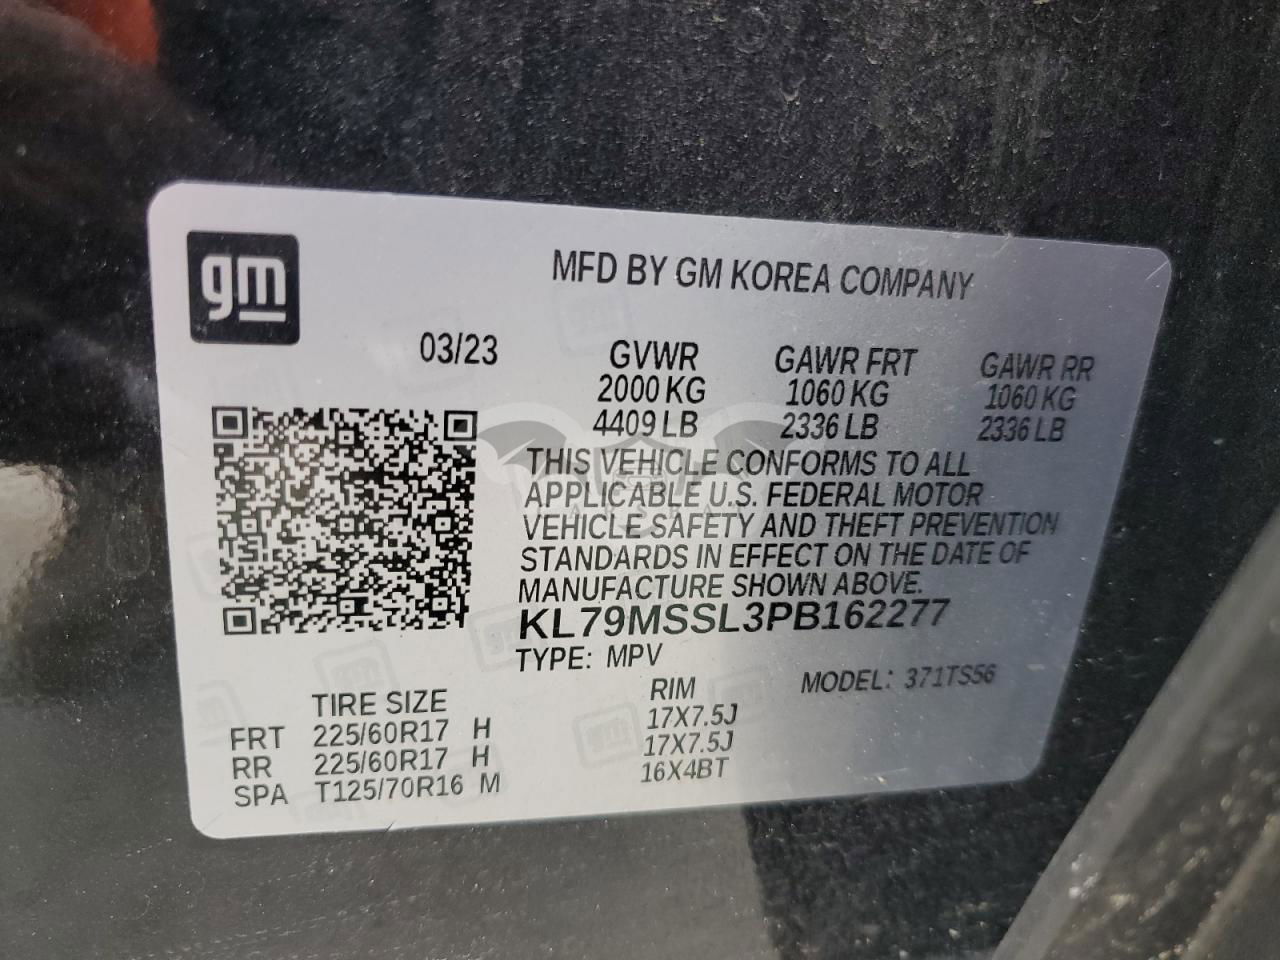 gm
MFD BY GM KOREA COMPANY
03/23 GVWR GAWR FRT GAWR RR
2000 KG 1060 KG 1060 KG
4409 LB 2336 LB 2336 LB
THIS VEHICLE CONFORMS TO ALL
APPLICABLE U.S. FEDERAL MOTOR
VEHICLE SAFETY AND THEFT PREVENTION
STANDARDS IN EFFECT ON THE DATE OF
MANUFACTURE SHOWN ABOVE.
KL79MSSL3PB162277
TYPE: MPV MODEL: 371TS56
TIRE SIZE RIM
FRT 225/60R17 H 17X7.5J
RR 225/60R17 H 17X7.5J
SPA T125/70R16 M 16X4BT